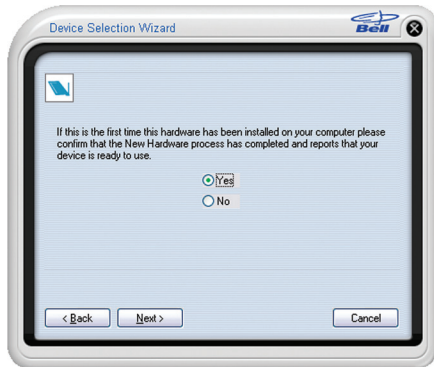 Device Selection Wizard
Bell
If this is the first time this hardware has been installed on your computer please
confirm that the New Hardware process has completed and reports that your
device is ready to use.
Yes
No
< Back
Next >
Cancel